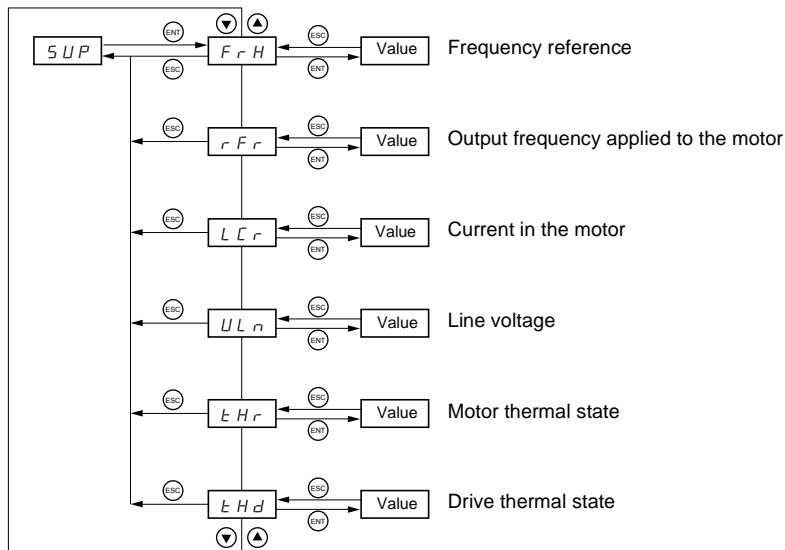 ENT ESC
SUP FrH Value Frequency reference
ESC ENT
ESC ESC
rFr Value Output frequency applied to the motor
ENT
ESC ESC
LCr Value Current in the motor
ENT
ESC ESC
ULn Value Line voltage
ENT
ESC ESC
tHr Value Motor thermal state
ENT
ESC ESC
tHd Value Drive thermal state
ENT